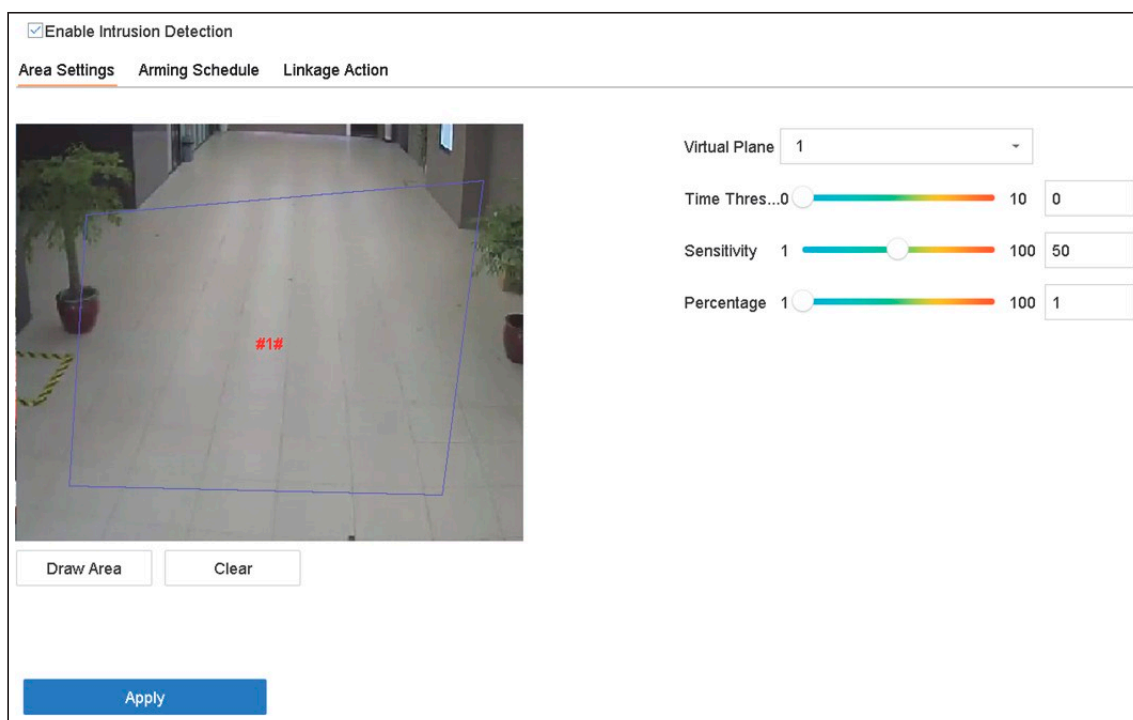 Enable Intrusion Detection
Area Settings Arming Schedule Linkage Action
Virtual Plane 1
Time Thres...0 10 0
Sensitivity 1 100 50
Percentage 1 100 1
#1#
Draw Area Clear
Apply